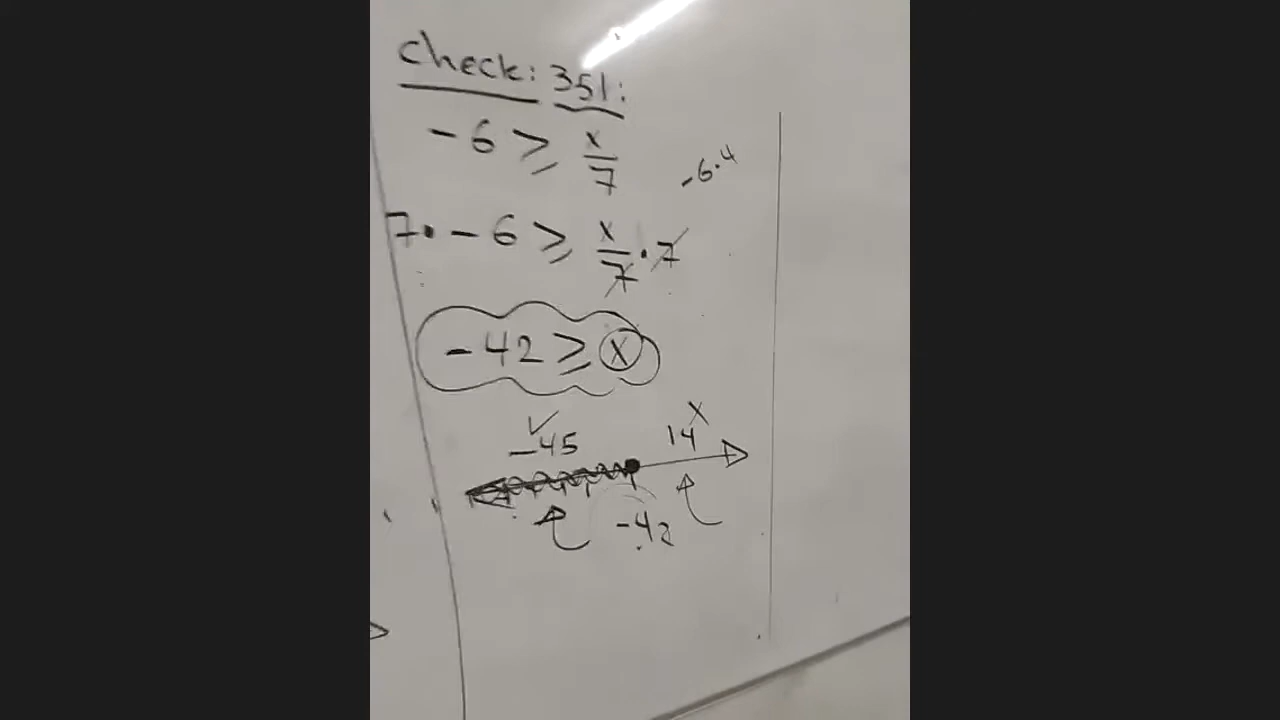 check: 351:
-6 ≥ x/7
-6·4
7·-6 ≥ x/7·7
-42 ≥ x
x
-45 14
-42